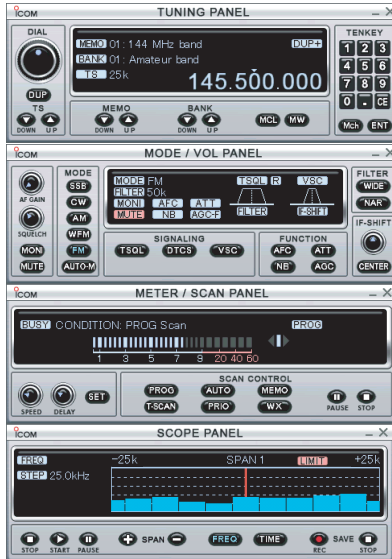 ICOM TUNING PANEL
DIAL
MEMO 01: 144 MHz band DUP+
BANK 01: Amateur band
TS 25k
145.500.000
TENKEY
1 2 3
4 5 6
7 8 9
0 . CE
Mch ENT
DUP
TS
DOWN UP
MEMO
DOWN UP
BANK
DOWN UP
MCL MW
ICOM MODE / VOL PANEL
AF GAIN
SQUELCH
MONI
MUTE
MODE
SSB
CW
AM
WFM
FM
AUTO-M
MODE FM TSQL R VSC
FILTER 50k
MONI AFC ATT
MUTE NB AGC-F FILTER IF-SHIFT
SIGNALING
TSQL DTCS VSC
FUNCTION
AFC ATT
NB AGC
FILTER
WIDE
NAR
IF-SHIFT
CENTER
ICOM METER / SCAN PANEL
BUSY CONDITION: PROG Scan PROG
1 3 5 7 9 20 40 60
SPEED DELAY SET
SCAN CONTROL
PROG AUTO MEMO
T-SCAN PRIO WX
PAUSE STOP
ICOM SCOPE PANEL
FREQ -25k SPAN 1 LIMIT +25k
STEP 25.0kHz
STOP START PAUSE
SPAN
FREQ TIME
REC SAVE STOP